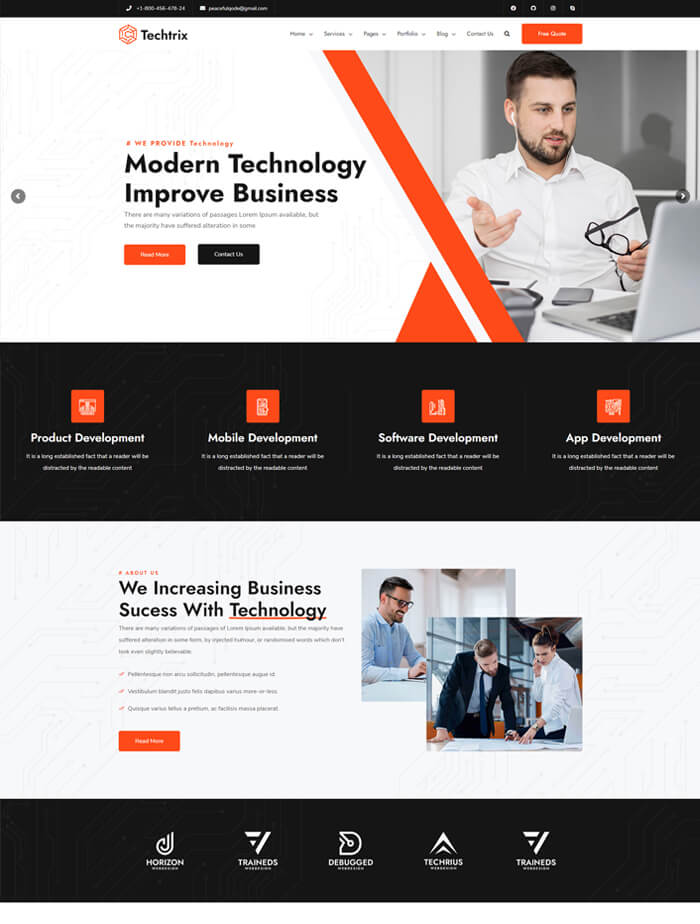 +1-800-456-478-24 peacefulqode@gmail.com
Techtrix Home Services Pages Portfolio Blog Contact Us Free Quote
# WE PROVIDE Technology
Modern Technology
Improve Business
There are many variations of passages Lorem Ipsum available, but
the majority have suffered alteration in some
Read More Contact Us
Product Development Mobile Development Software Development App Development
It is a long established fact that a reader will be It is a long established fact that a reader will be It is a long established fact that a reader will be It is a long established fact that a reader will be
distracted by the readable content distracted by the readable content distracted by the readable content distracted by the readable content
# ABOUT US
We Increasing Business
Sucess With Technology
There are many variations of passages of Lorem Ipsum available, but the majority have
suffered alteration in some form, by injected humour, or randomised words which don't
look even slightly believable.
Pellentesque non arcu sollicitudin, pellentesque augue id.
Vestibulum blandit justo felis dapibus varius more-or-less.
Quisque varius tellus a pretium, ac facilisis massa placerat.
Read More
HORIZON TRAINEDS DEBUGGED TECHRIUS TRAINEDS
WEBDESIGN WEBDESIGN WEBDESIGN WEBDESIGN WEBDESIGN